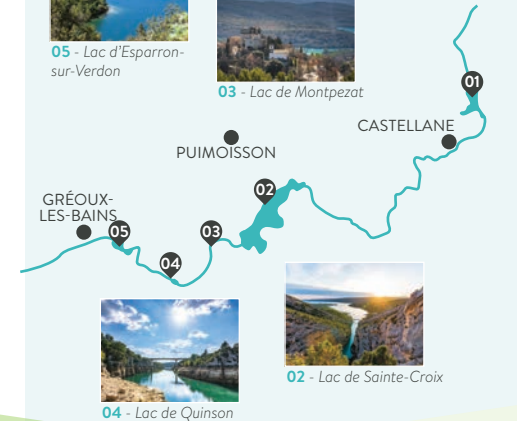 05 - Lac d'Esparron-
sur-Verdon
03 - Lac de Montpezat
01
CASTELLANE
PUIMOISSON
02
GRÉOUX-
LES-BAINS
05
03
04
02 - Lac de Sainte-Croix
04 - Lac de Quinson